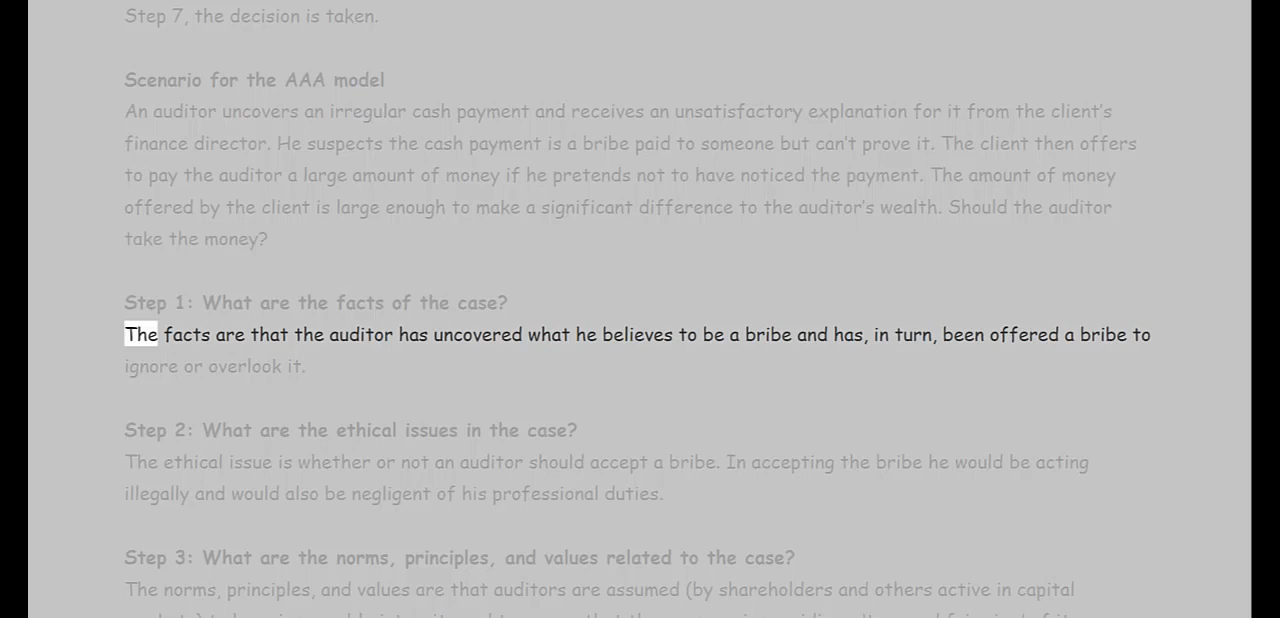 Step 7, the decision is taken.
Scenario for the AAA model
An auditor uncovers an irregular cash payment and receives an unsatisfactory explanation for it from the client's
finance director. He suspects the cash payment is a bribe paid to someone but can't prove it. The client then offers
to pay the auditor a large amount of money if he pretends not to have noticed the payment. The amount of money
offered by the client is large enough to make a significant difference to the auditor's wealth. Should the auditor
take the money?
Step 1: What are the facts of the case?
The facts are that the auditor has uncovered what he believes to be a bribe and has, in turn, been offered a bribe to
ignore or overlook it.
Step 2: What are the ethical issues in the case?
The ethical issue is whether or not an auditor should accept a bribe. In accepting the bribe he would be acting
illegally and would also be negligent of his professional duties.
Step 3: What are the norms, principles, and values related to the case?
The norms, principles, and values are that auditors are assumed (by shareholders and others active in capital